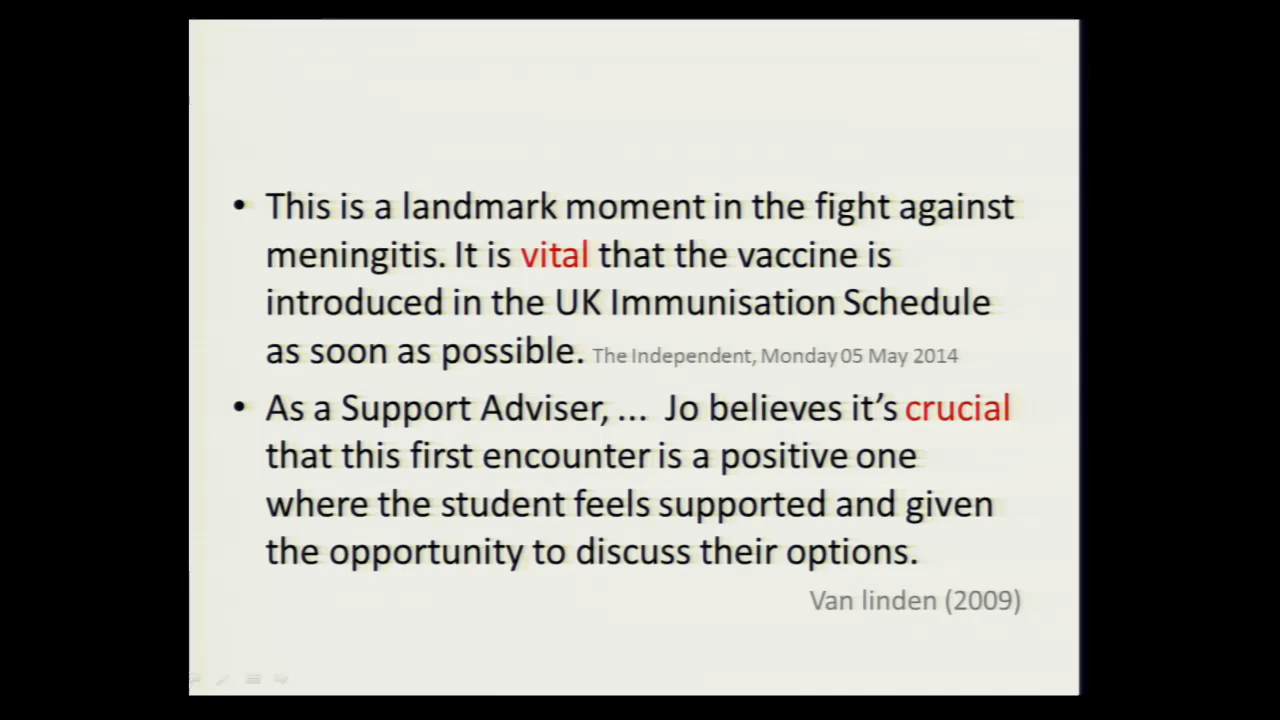 • This is a landmark moment in the fight against
meningitis. It is vital that the vaccine is
introduced in the UK Immunisation Schedule
as soon as possible. The Independent, Monday 05 May 2014
• As a Support Adviser, ... Jo believes it's crucial
that this first encounter is a positive one
where the student feels supported and given
the opportunity to discuss their options.
Van linden (2009)